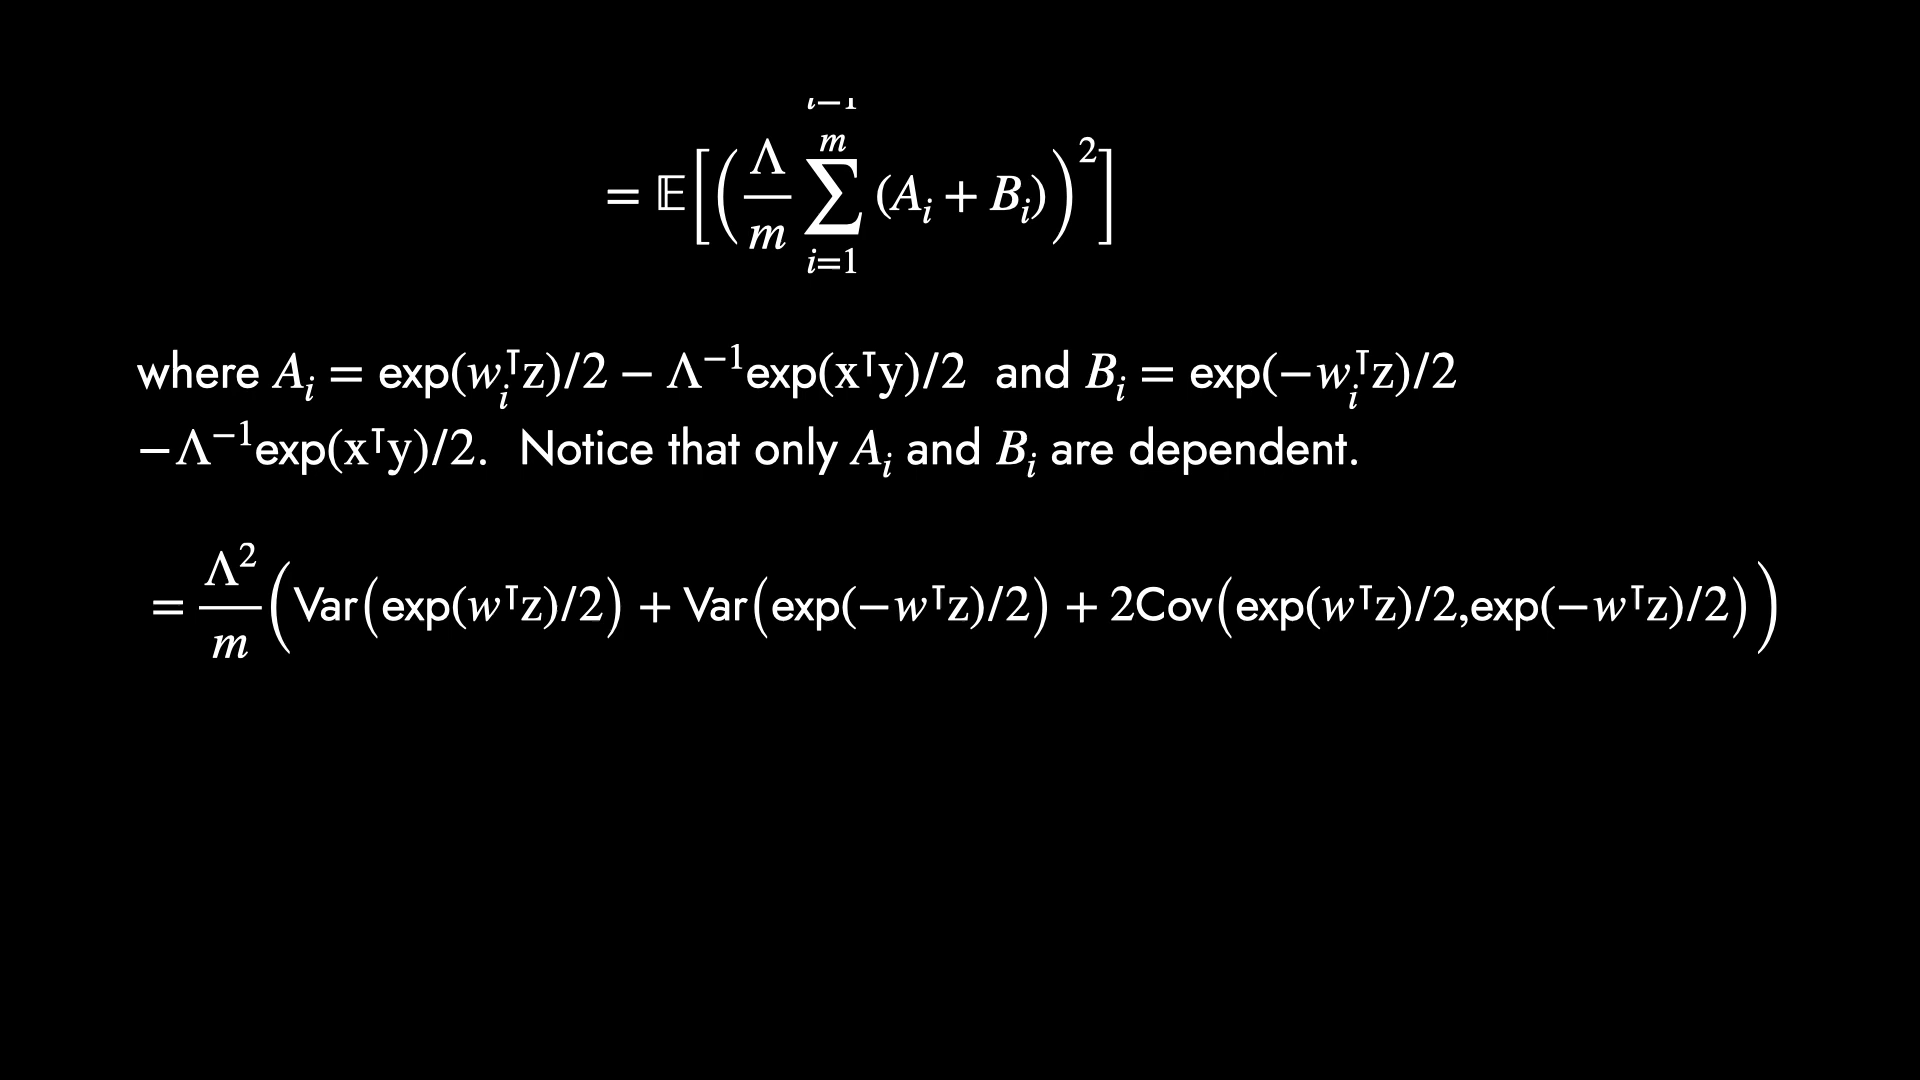 = 𝔼[(Λ/m ∑_{i=1}^{m} (A_i + B_i))^2]
where A_i = exp(w_i^⊺z)/2 − Λ^{−1}exp(x^⊺y)/2 and B_i = exp(−w_i^⊺z)/2
−Λ^{−1}exp(x^⊺y)/2. Notice that only A_i and B_i are dependent.
= Λ^2/m (Var(exp(w^⊺z)/2) + Var(exp(−w^⊺z)/2) + 2Cov(exp(w^⊺z)/2,exp(−w^⊺z)/2))